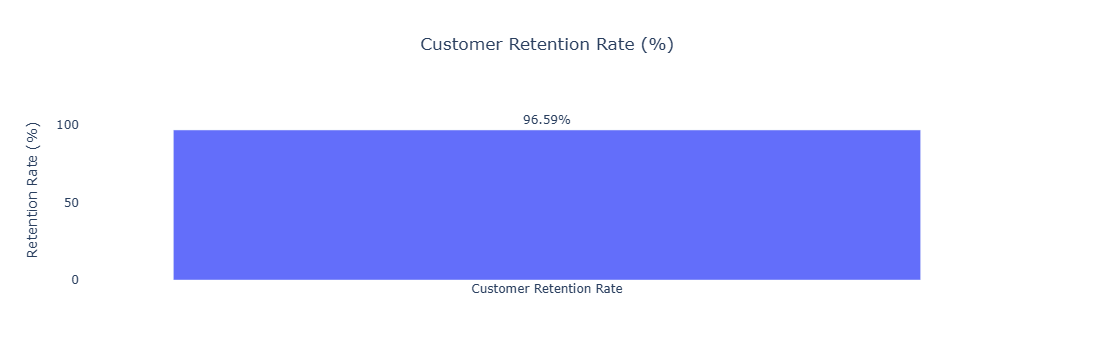 Customer Retention Rate (%)
96.59%
Retention Rate (%)
100
50
0
Customer Retention Rate